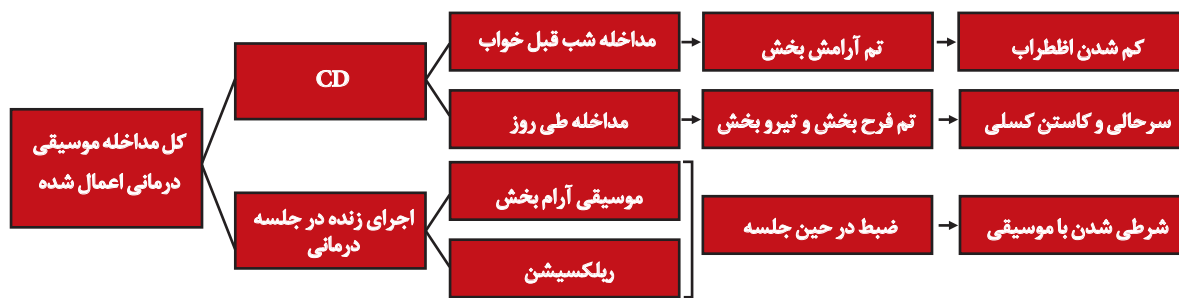 کل مداخله موسیقی
درمانی اعمال شده
CD
اجرای زنده در جلسه
درمانی
مداخله شب قبل خواب
مداخله طی روز
موسیقی آرام بخش
ریلکسیشن
تم آرامش بخش
تم فرح بخش و تیرو بخش
ضبط در حین جلسه
کم شدن اظطراب
سرحالی و کاستن کسلی
شرطی شدن با موسیقی